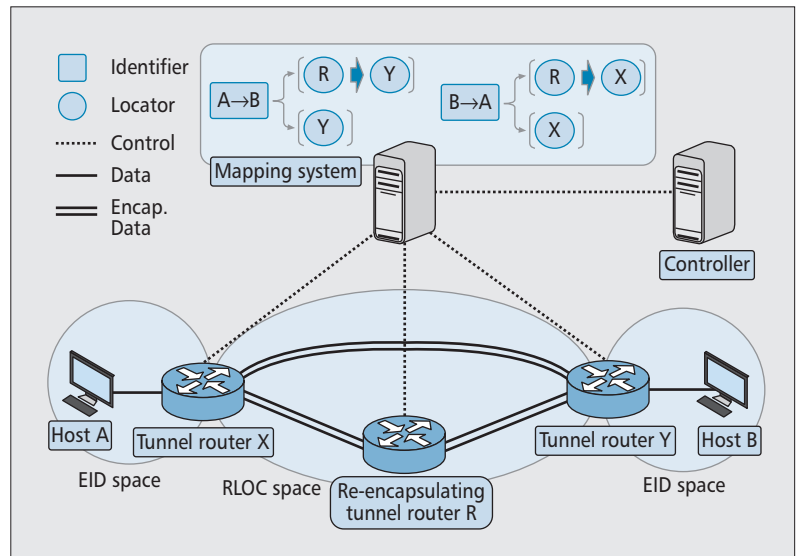 Identifier
Locator
Control
Data
Encap.
Data
A→B
R
Y
Y
B→A
R
X
X
Mapping system
Controller
Host A
Tunnel router X
Tunnel router Y
Host B
EID space
RLOC space
Re-encapsulating
tunnel router R
EID space